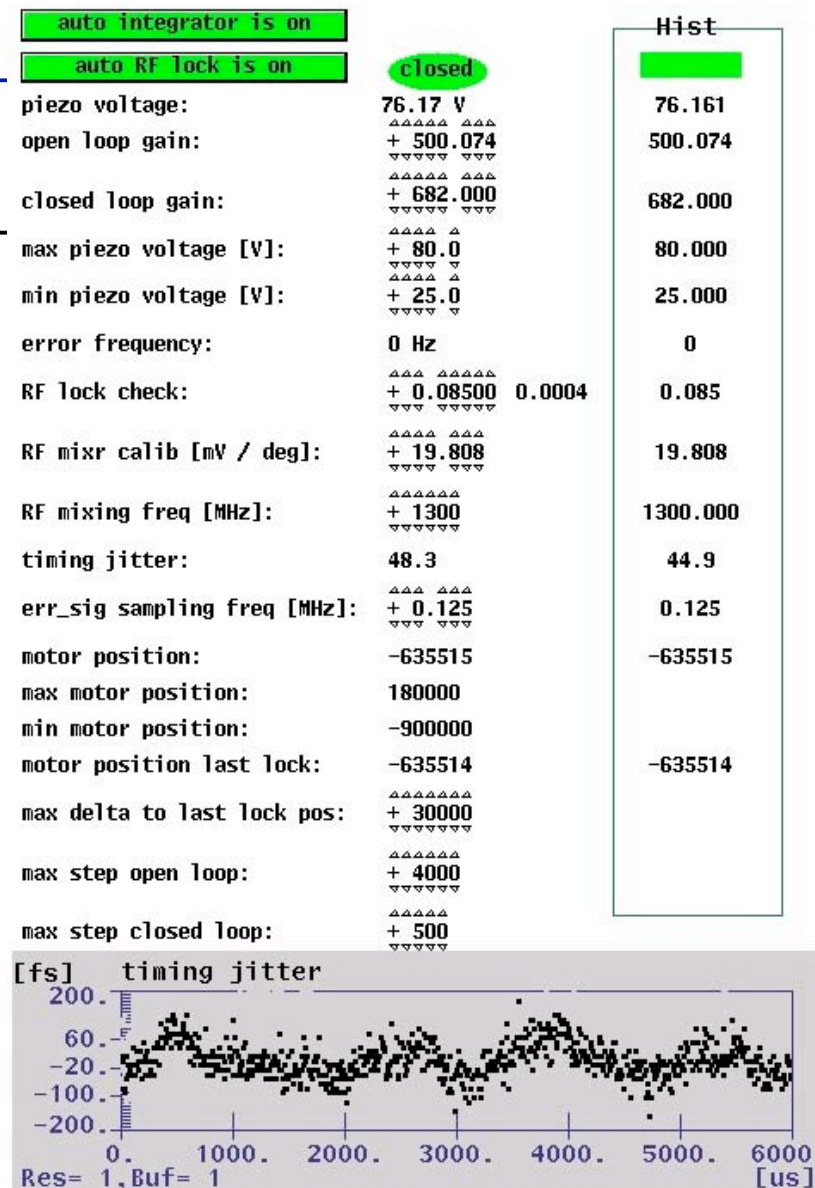 auto integrator is on
Hist
auto RF lock is on closed
piezo voltage: 76.17 V 76.161
open loop gain: + 500.074 500.074
closed loop gain: + 682.000 682.000
max piezo voltage [V]: + 80.0 80.000
min piezo voltage [V]: + 25.0 25.000
error frequency: 0 Hz 0
RF lock check: + 0.08500 0.0004 0.085
RF mixr calib [mV / deg]: + 19.808 19.808
RF mixing freq [MHz]: + 1300 1300.000
timing jitter: 48.3 44.9
err_sig sampling freq [MHz]: + 0.125 0.125
motor position: -635515 -635515
max motor position: 180000
min motor position: -900000
motor position last lock: -635514 -635514
max delta to last lock pos: + 30000
max step open loop: + 4000
max step closed loop: + 500
[fs] timing jitter
200.
60.
-20.
-100.
-200.
0. 1000. 2000. 3000. 4000. 5000. 6000
Res= 1,Buf= 1 [us]